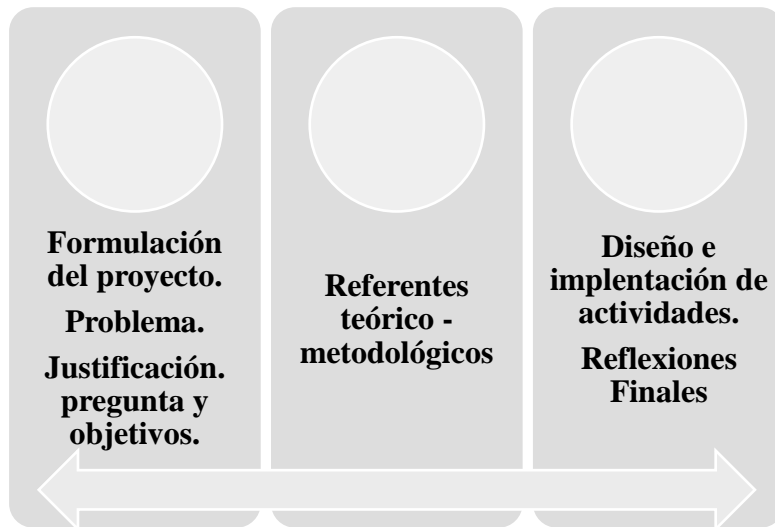 Formulación
del proyecto.
Problema.
Justificación.
pregunta y
objetivos.
Referentes
teórico -
metodológicos
Diseño e
implentación de
actividades.
Reflexiones
Finales